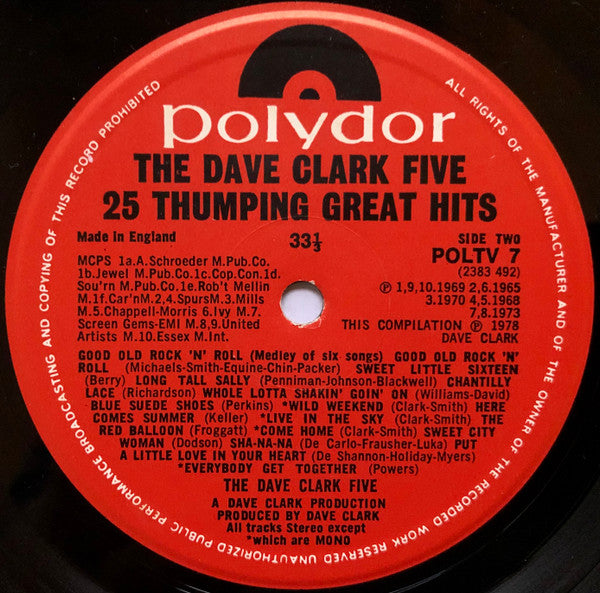 polydor
THE DAVE CLARK FIVE
25 THUMPING GREAT HITS
Made in England
33⅓
SIDE TWO
POLTV 7
(2383 492)
MCPS 1a.A.Schroeder M.Pub.Co.
1b.Jewel M.Pub.Co.1c.Cop.Con.1d.
Sou'rn M.Pub.Co.1e.Rob't Mellin
M.1f.Car'nM.2,4.SpursM.3.Mills
M.5.Chappell-Morris 6.Ivy M.7.
Screen Gems-EMI M.8,9.United
Artists M.10.Essex M.Int.
℗ 1,9,10.1969 2,6.1965
3.1970 4,5.1968
7,8.1973
THIS COMPILATION ℗ 1978
DAVE CLARK
GOOD OLD ROCK 'N' ROLL (Medley of six songs) GOOD OLD ROCK 'N'
ROLL (Michaels-Smith-Equine-Chin-Packer) SWEET LITTLE SIXTEEN
(Berry) LONG TALL SALLY (Penniman-Johnson-Blackwell) CHANTILLY
LACE (Richardson) WHOLE LOTTA SHAKIN' GOIN' ON (Williams-David)
BLUE SUEDE SHOES (Perkins) *WILD WEEKEND (Clark-Smith) HERE
COMES SUMMER (Keller) *LIVE IN THE SKY (Clark-Smith) THE
RED BALLOON (Froggatt) *COME HOME (Clark-Smith) SWEET CITY
WOMAN (Dodson) SHA-NA-NA (De Carlo-Frausher-Luka) PUT
A LITTLE LOVE IN YOUR HEART (De Shannon-Holiday-Myers)
*EVERYBODY GET TOGETHER (Powers)
THE DAVE CLARK FIVE
A DAVE CLARK PRODUCTION
PRODUCED BY DAVE CLARK
All tracks Stereo except
*which are MONO
ALL RIGHTS OF THE MANUFACTURER AND OF THE OWNER OF THE RECORDED WORK RESERVED UNAUTHORIZED PUBLIC PERFORMANCE BROADCASTING AND COPYING OF THIS RECORD PROHIBITED